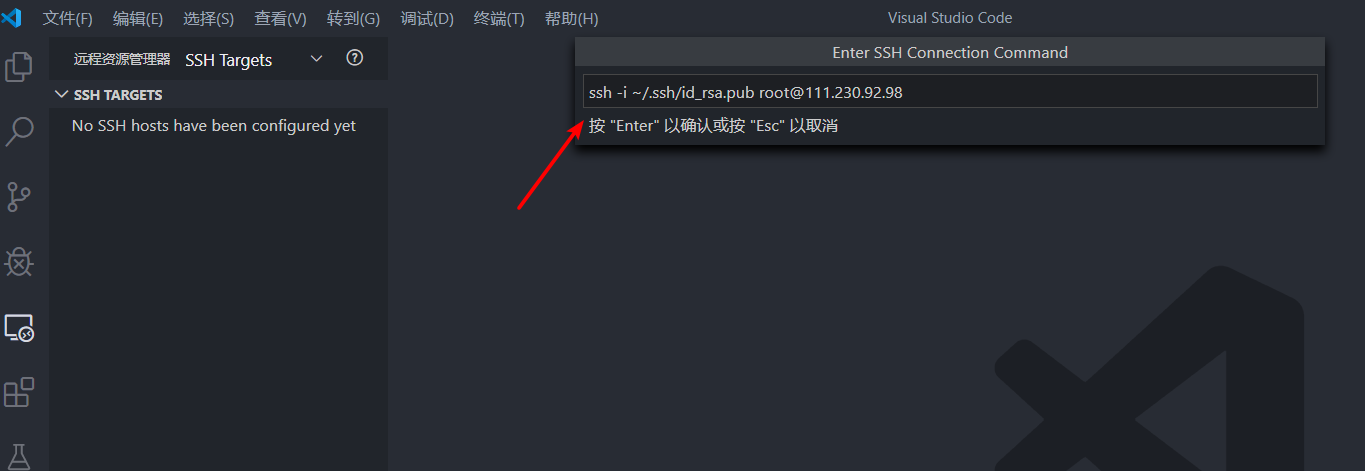 文件(F) 编辑(E) 选择(S) 查看(V) 转到(G) 调试(D) 终端(T) 帮助(H) Visual Studio Code
远程资源管理器 SSH Targets
Enter SSH Connection Command
SSH TARGETS
ssh -i ~/.ssh/id_rsa.pub root@111.230.92.98
No SSH hosts have been configured yet
按 "Enter" 以确认或按 "Esc" 以取消